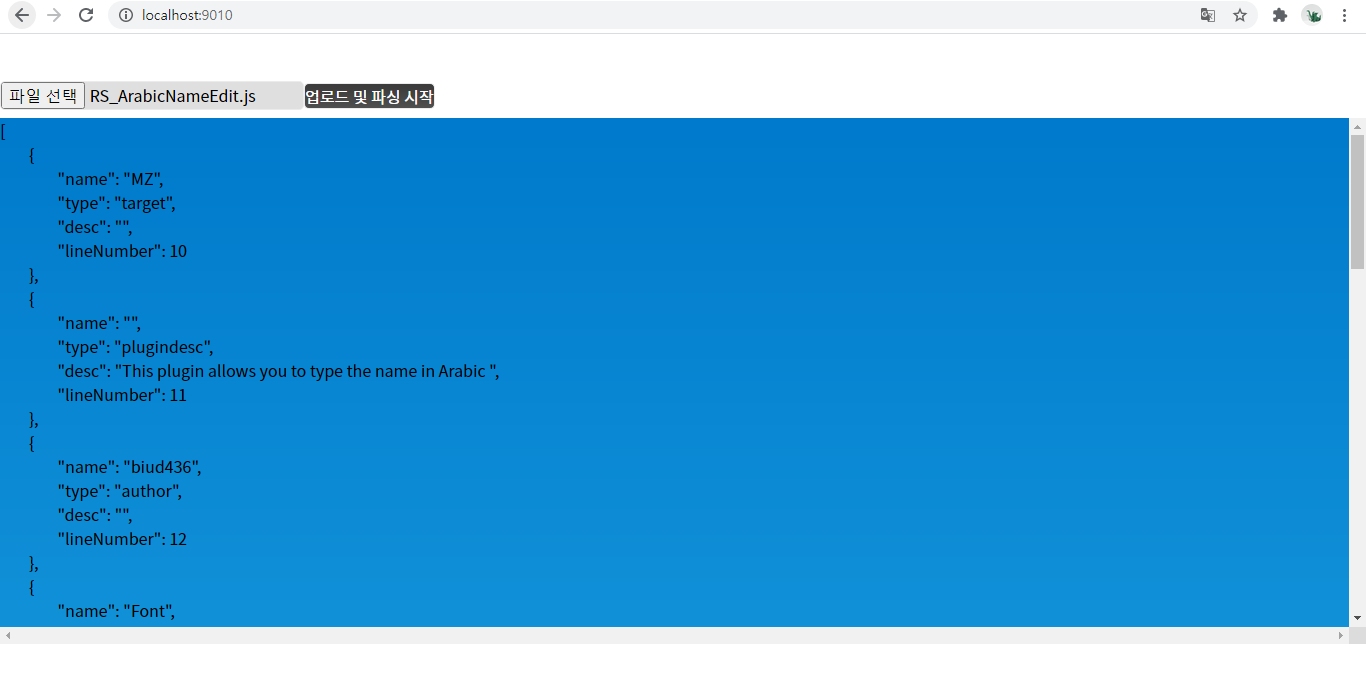 localhost:9010
파일 선택 RS_ArabicNameEdit.js 업로드 및 파싱 시작
[
{
"name": "MZ",
"type": "target",
"desc": "",
"lineNumber": 10
},
{
"name": "",
"type": "plugindesc",
"desc": "This plugin allows you to type the name in Arabic ",
"lineNumber": 11
},
{
"name": "biud436",
"type": "author",
"desc": "",
"lineNumber": 12
},
{
"name": "Font",